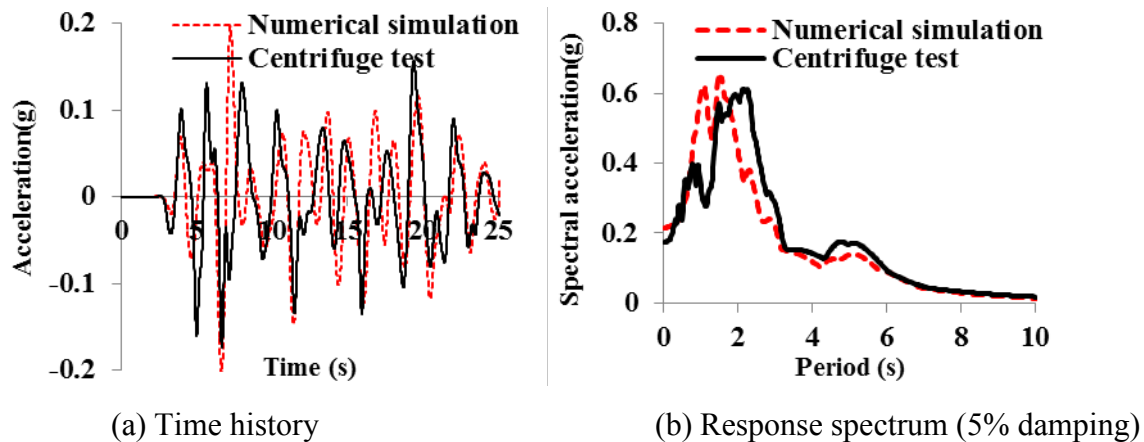 Numerical simulation
Centrifuge test
0.2
0.1
0
-0.1
-0.2
Acceleration(g)
0 5 10 15 20 25
Time (s)
(a) Time history
Numerical simulation
Centrifuge test
0.8
0.6
0.4
0.2
0
Spectral acceleration(g)
0 2 4 6 8 10
Period (s)
(b) Response spectrum (5% damping)